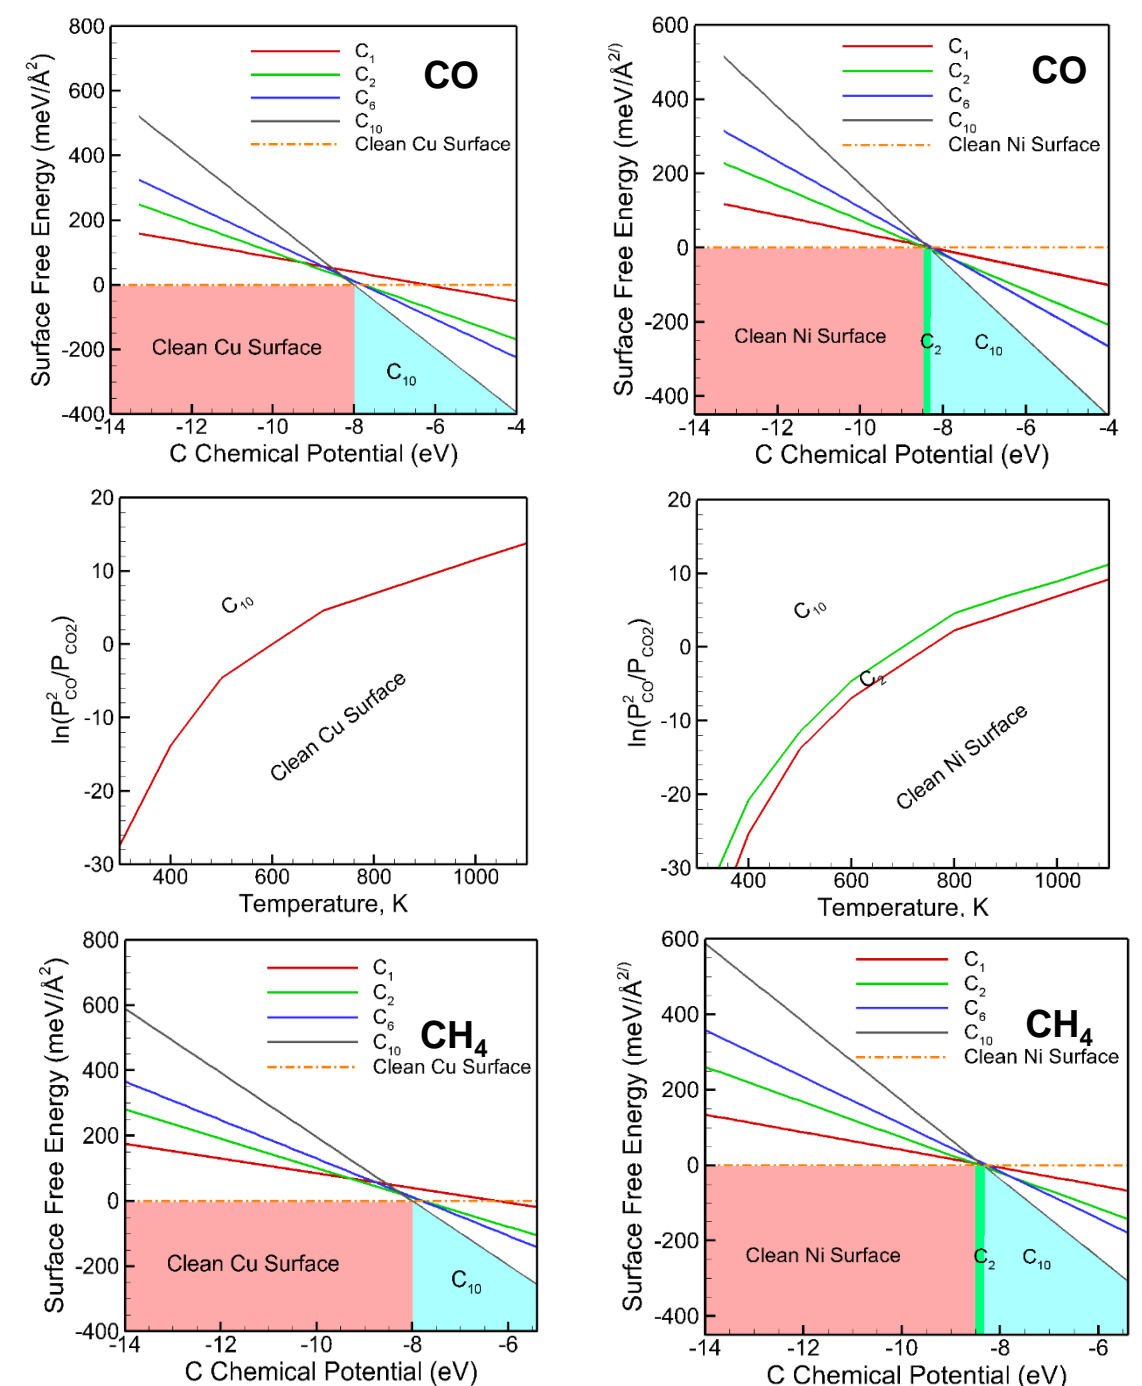 Surface Free Energy (meV/Å²)
800
600
400
200
0
-200
-400
C₁
C₂
C₆
C₁₀
Clean Cu Surface
CO
Clean Cu Surface
C₁₀
-14 -12 -10 -8 -6 -4
C Chemical Potential (eV)
Surface Free Energy (meV/Å²/)
600
400
200
0
-200
-400
C₁
C₂
C₆
C₁₀
Clean Ni Surface
CO
Clean Ni Surface
C₂
C₁₀
-14 -12 -10 -8 -6 -4
C Chemical Potential (eV)
ln(P²CO/PCO2)
20
10
0
-10
-20
-30
C₁₀
Clean Cu Surface
400 600 800 1000
Temperature, K
ln(P²CO/PCO2)
20
10
0
-10
-20
-30
C₁₀
C₂
Clean Ni Surface
400 600 800 1000
Temperature, K
Surface Free Energy (meV/Å²)
800
600
400
200
0
-200
-400
C₁
C₂
C₆
C₁₀
Clean Cu Surface
CH₄
Clean Cu Surface
C₁₀
-14 -12 -10 -8 -6
C Chemical Potential (eV)
Surface Free Energy (meV/Å²/)
600
400
200
0
-200
-400
C₁
C₂
C₆
C₁₀
Clean Ni Surface
CH₄
Clean Ni Surface
C₂
C₁₀
-14 -12 -10 -8 -6
C Chemical Potential (eV)